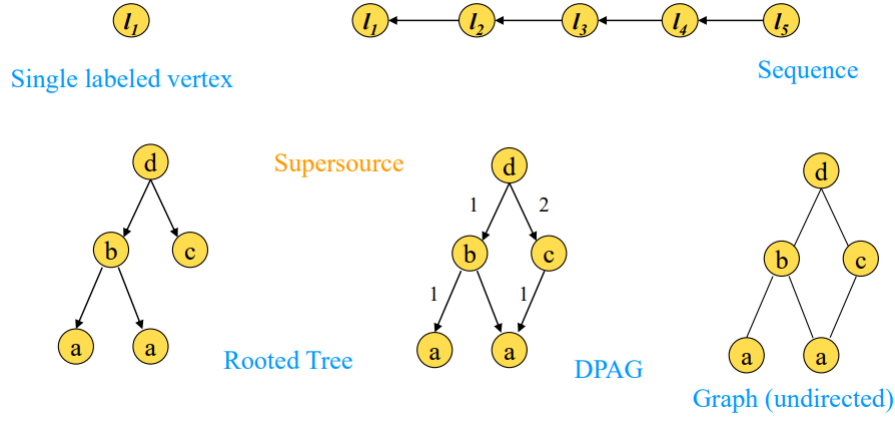 l1 l1 l2 l3 l4 l5
Single labeled vertex Sequence
d Supersource d d
1 2
b c b c b c
1 1
a a a a a a
Rooted Tree DPAG Graph (undirected)